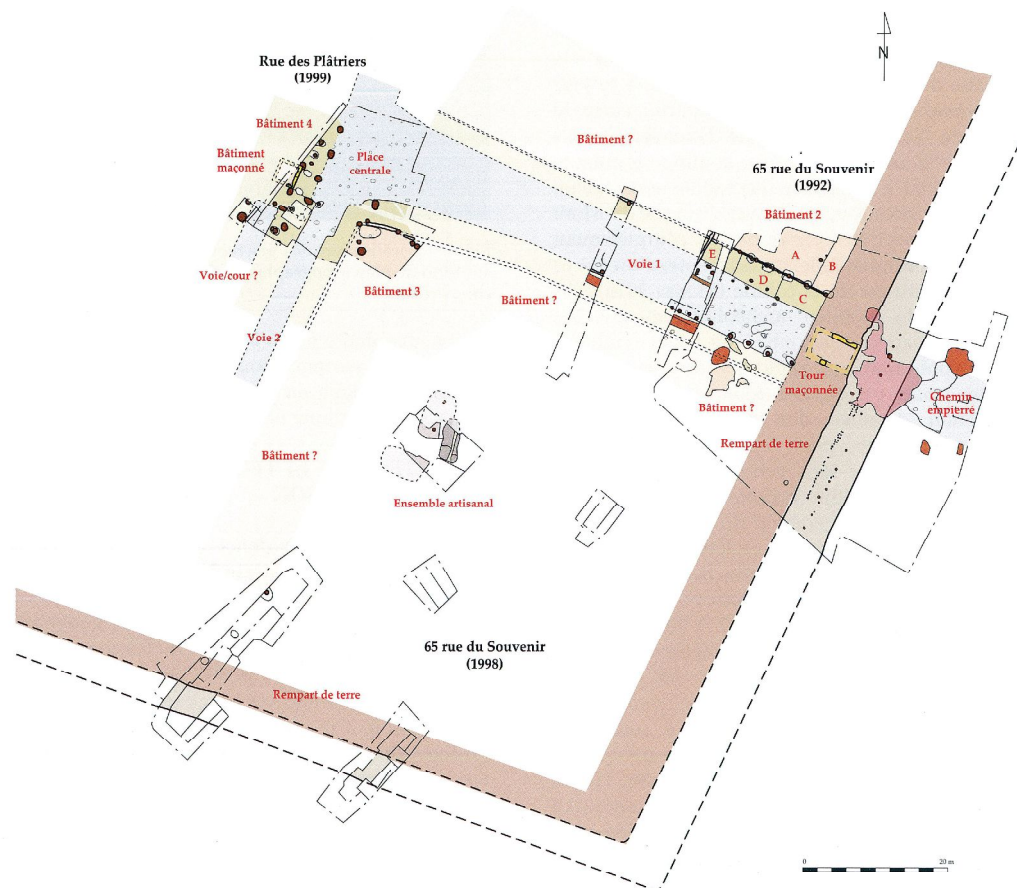 N
Rue des Plâtriers
(1999)
Bâtiment 4
Bâtiment
maçonné
Place
centrale
Bâtiment ?
65 rue du Souvenir
(1992)
Bâtiment 2
A
B
E
D
C
Voie 1
Voie/cour ?
Bâtiment 3
Bâtiment ?
Voie 2
Tour
maçonnée
Chemin
empierré
Bâtiment ?
Rempart de terre
Bâtiment ?
Ensemble artisanal
65 rue du Souvenir
(1998)
Rempart de terre
0
20 m